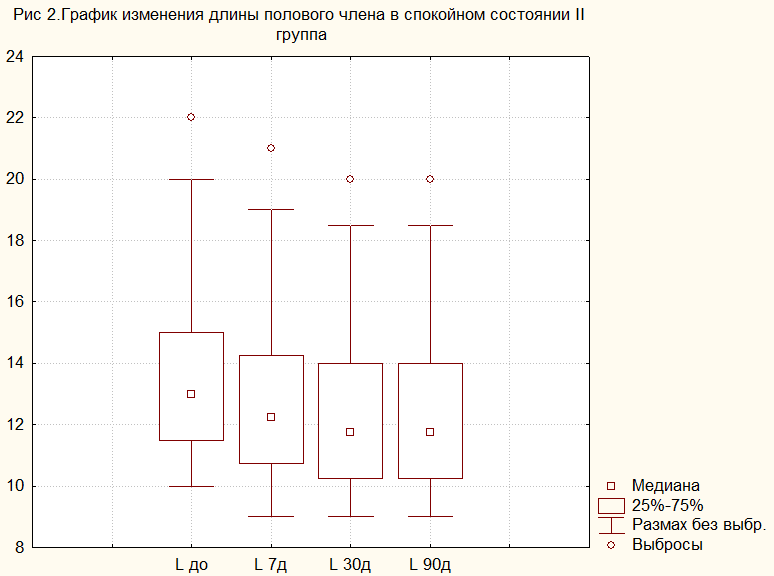 Рис 2.График изменения длины полового члена в спокойном состоянии II
группа
24
22
20
18
16
14
12
10
8
L до L 7д L 30д L 90д
Медиана
25%-75%
Размах без выбр.
Выбросы